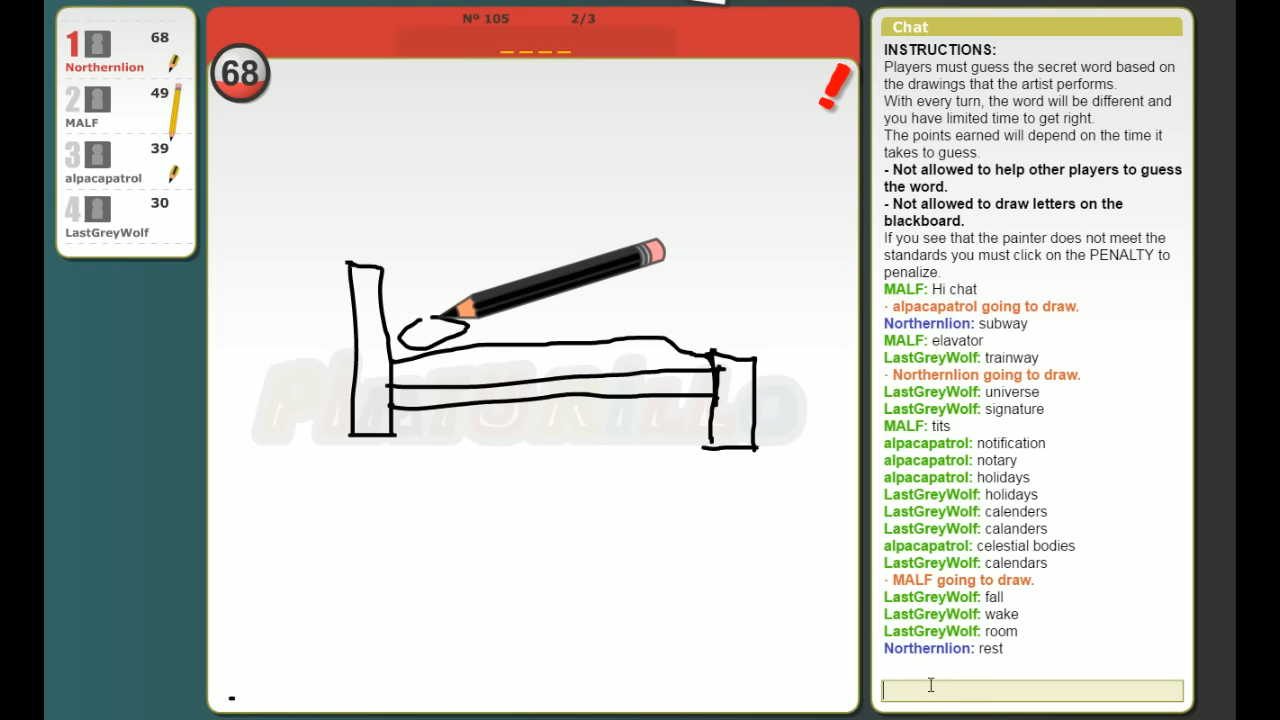 Nº 105 2/3
_ _ _ _
68
1 68
Northernlion
2 49
MALF
3 39
alpacapatrol
4 30
LastGreyWolf
Pinturillo
Chat
INSTRUCTIONS:
Players must guess the secret word based on
the drawings that the artist performs.
With every turn, the word will be different and
you have limited time to get right.
The points earned will depend on the time it
takes to guess.
- Not allowed to help other players to guess
the word.
- Not allowed to draw letters on the
blackboard.
If you see that the painter does not meet the
standards you must click on the PENALTY to
penalize.
MALF: Hi chat
· alpacapatrol going to draw.
Northernlion: subway
MALF: elavator
LastGreyWolf: trainway
· Northernlion going to draw.
LastGreyWolf: universe
LastGreyWolf: signature
MALF: tits
alpacapatrol: notification
alpacapatrol: notary
alpacapatrol: holidays
LastGreyWolf: holidays
LastGreyWolf: calenders
LastGreyWolf: calanders
alpacapatrol: celestial bodies
LastGreyWolf: calendars
· MALF going to draw.
LastGreyWolf: fall
LastGreyWolf: wake
LastGreyWolf: room
Northernlion: rest